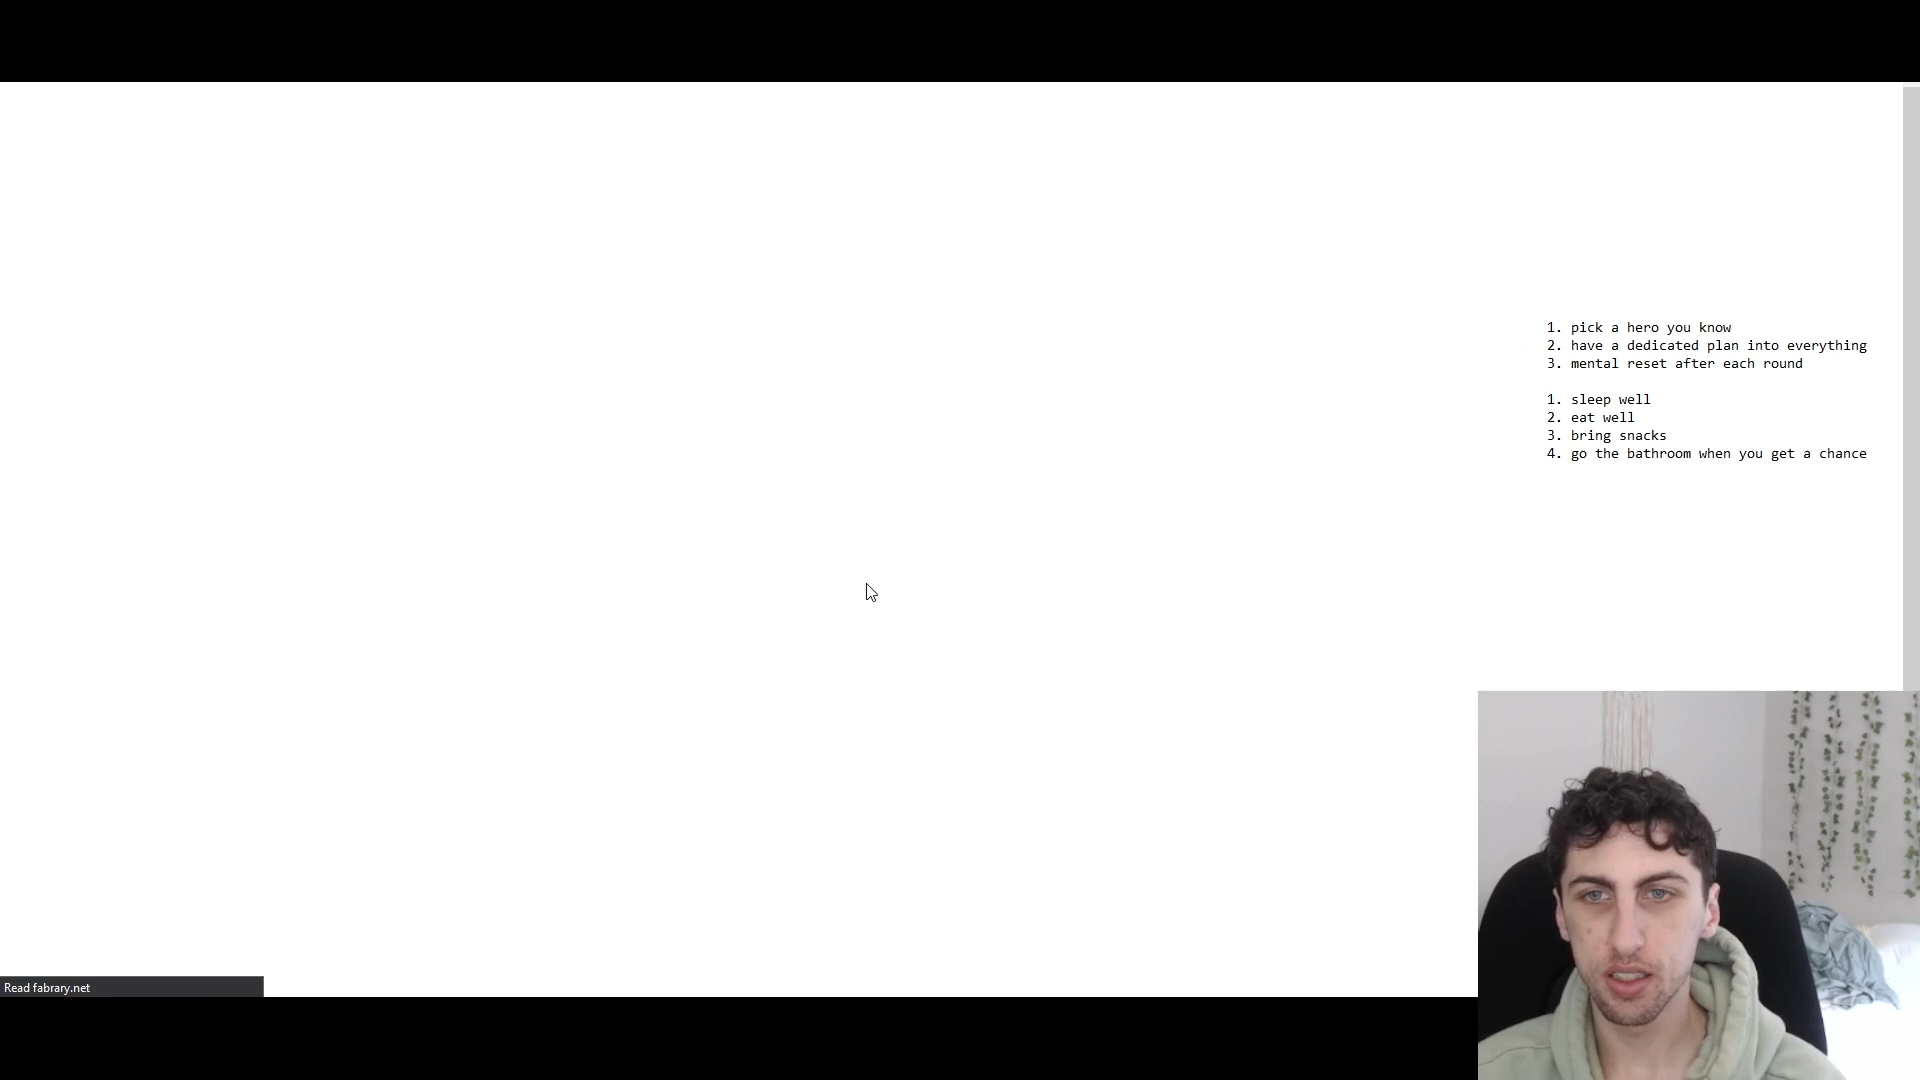 1. pick a hero you know
2. have a dedicated plan into everything
3. mental reset after each round
1. sleep well
2. eat well
3. bring snacks
4. go the bathroom when you get a chance
Read fabrary.net